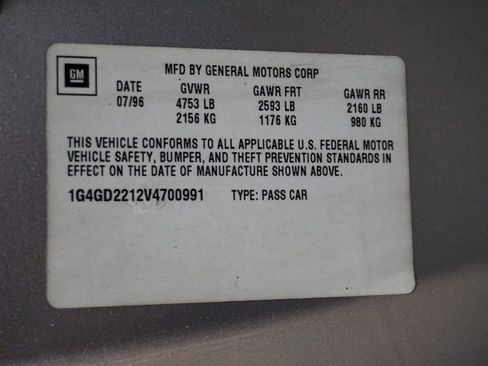 GM
MFD BY GENERAL MOTORS CORP
DATE GVWR GAWR FRT GAWR RR
07/96 4753 LB 2593 LB 2160 LB
2156 KG 1176 KG 980 KG
THIS VEHICLE CONFORMS TO ALL APPLICABLE U.S. FEDERAL MOTOR
VEHICLE SAFETY, BUMPER, AND THEFT PREVENTION STANDARDS IN
EFFECT ON THE DATE OF MANUFACTURE SHOWN ABOVE.
1G4GD2212V4700991 TYPE: PASS CAR